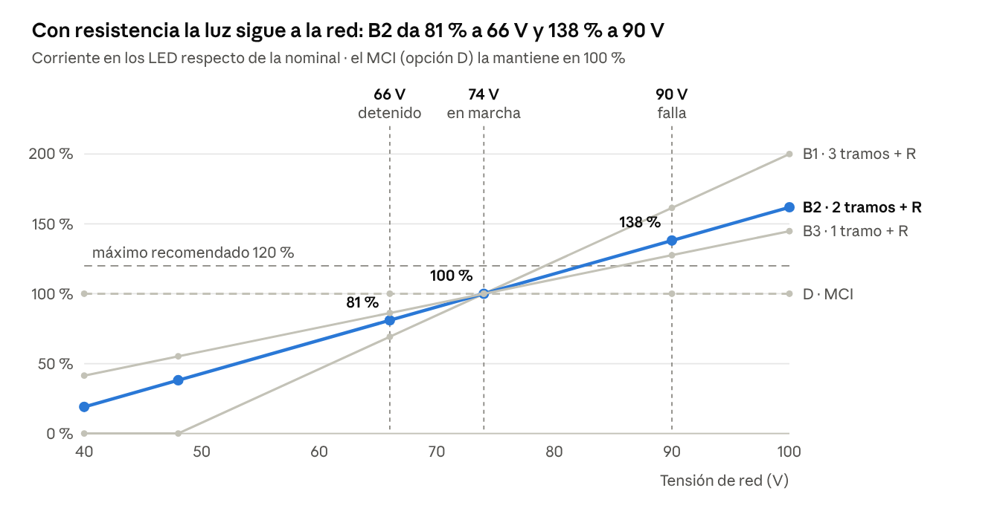 Con resistencia la luz sigue a la red: B2 da 81 % a 66 V y 138 % a 90 V
Corriente en los LED respecto de la nominal · el MCI (opción D) la mantiene en 100 %
66 V
detenido
74 V
en marcha
90 V
falla
200 %
B1 · 3 tramos + R
B2 · 2 tramos + R
150 %
138 %
B3 · 1 tramo + R
máximo recomendado 120 %
100 %
100 %
D · MCI
81 %
50 %
0 %
40
50
60
70
80
90
100
Tensión de red (V)